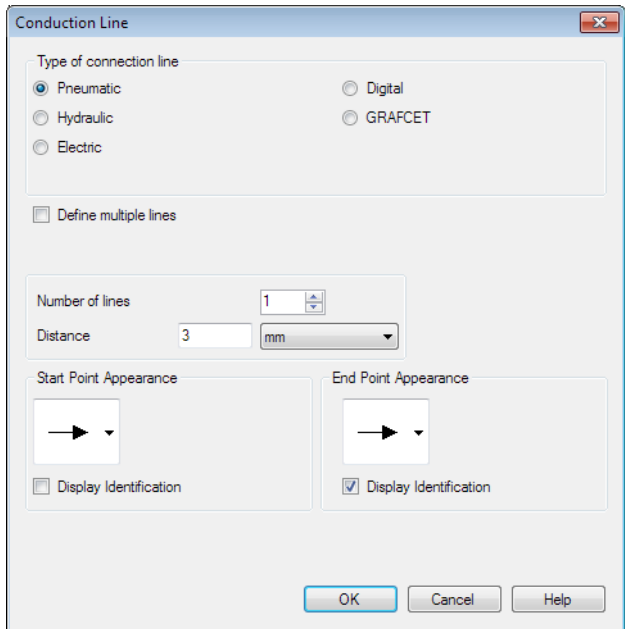 Conduction Line
Type of connection line
Pneumatic
Digital
Hydraulic
GRAFCET
Electric
Define multiple lines
Number of lines 1
Distance 3 mm
Start Point Appearance
End Point Appearance
Display Identification
Display Identification
OK Cancel Help